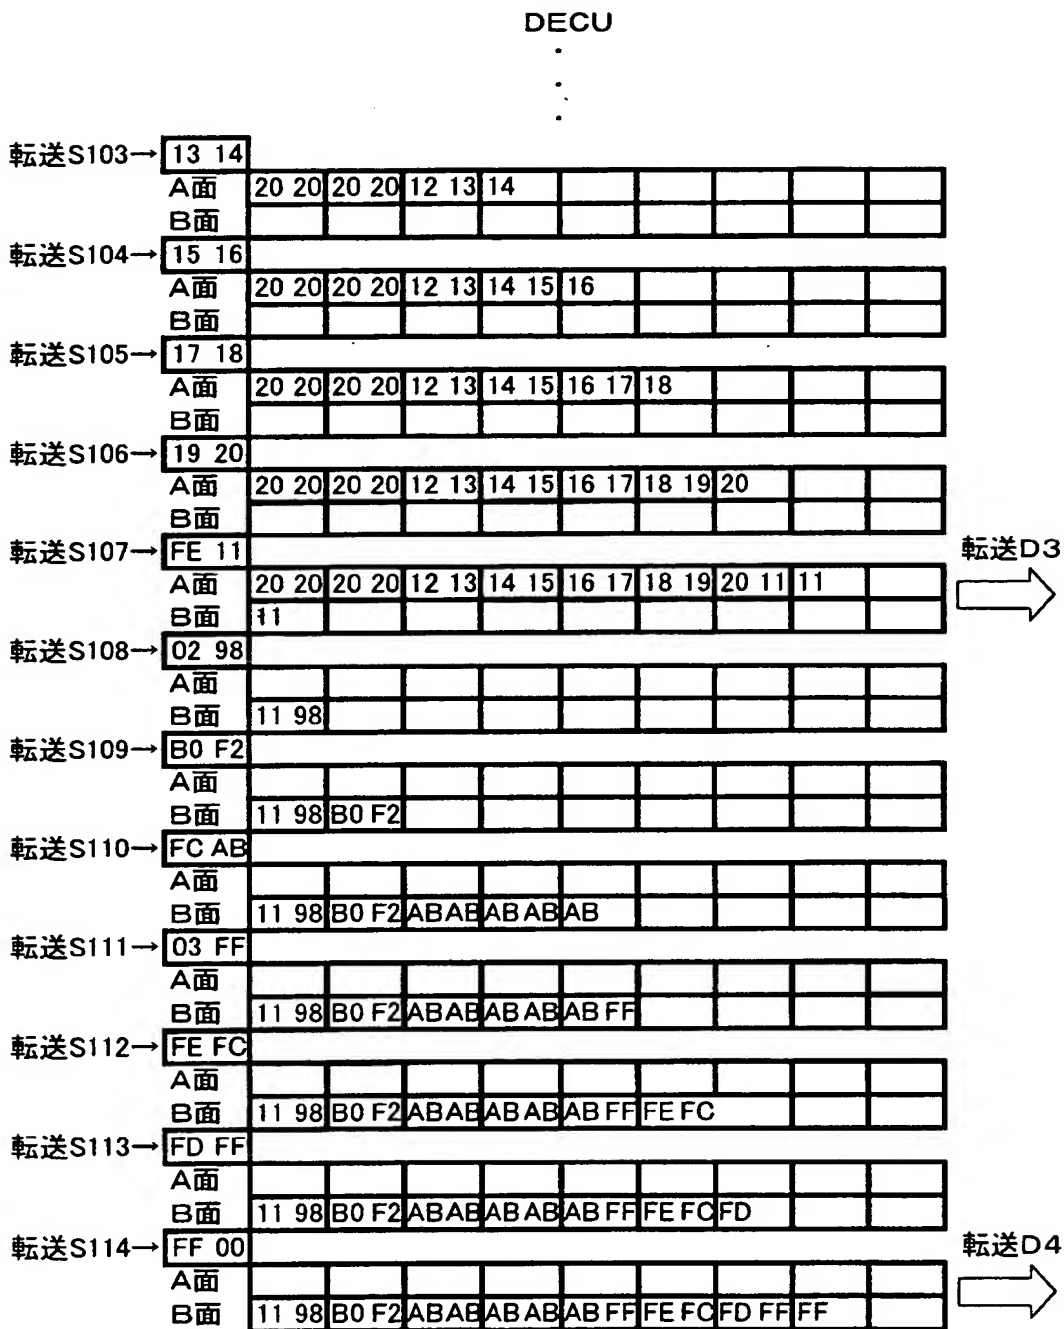 DECU
転送S103→ 13 14
A面 20 20 20 20 12 13 14
B面
転送S104→ 15 16
A面 20 20 20 20 12 13 14 15 16
B面
転送S105→ 17 18
A面 20 20 20 20 12 13 14 15 16 17 18
B面
転送S106→ 19 20
A面 20 20 20 20 12 13 14 15 16 17 18 19 20
B面
転送S107→ FE 11 転送D3
A面 20 20 20 20 12 13 14 15 16 17 18 19 20 11 11
B面 11
転送S108→ 02 98
A面
B面 11 98
転送S109→ B0 F2
A面
B面 11 98 B0 F2
転送S110→ FC AB
A面
B面 11 98 B0 F2 AB AB AB AB AB
転送S111→ 03 FF
A面
B面 11 98 B0 F2 AB AB AB AB AB FF
転送S112→ FE FC
A面
B面 11 98 B0 F2 AB AB AB AB AB FF FE FC
転送S113→ FD FF
A面
B面 11 98 B0 F2 AB AB AB AB AB FF FE FC FD
転送S114→ FF 00 転送D4
A面
B面 11 98 B0 F2 AB AB AB AB AB FF FE FC FD FF FF